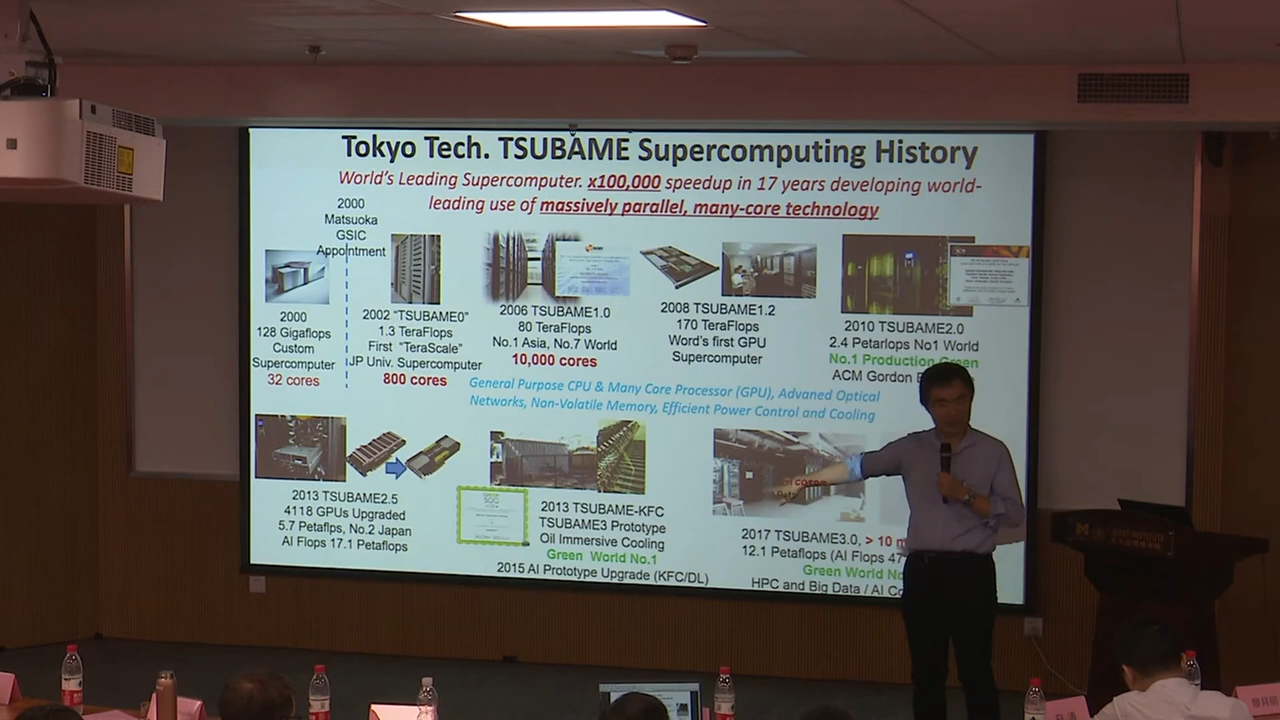 Tokyo Tech. TSUBAME Supercomputing History
World's Leading Supercomputer. x100,000 speedup in 17 years developing world-
leading use of massively parallel, many-core technology
2000
Matsuoka
GSIC
Appointment
2000
128 Gigaflops
Custom
Supercomputer
32 cores
2002 "TSUBAME0"
1.3 TeraFlops
First "TeraScale"
JP Univ. Supercomputer
800 cores
2006 TSUBAME1.0
80 TeraFlops
No.1 Asia, No.7 World
10,000 cores
2008 TSUBAME1.2
170 TeraFlops
Word's first GPU
Supercomputer
2010 TSUBAME2.0
2.4 Petarlops No1 World
No.1 Production Green
ACM Gordon
General Purpose CPU & Many Core Processor (GPU), Advaned Optical
Networks, Non-Volatile Memory, Efficient Power Control and Cooling
2013 TSUBAME2.5
4118 GPUs Upgraded
5.7 Petaflps, No.2 Japan
AI Flops 17.1 Petaflops
2013 TSUBAME-KFC
TSUBAME3 Prototype
Oil Immersive Cooling
Green World No.1
2015 AI Prototype Upgrade (KFC/DL)
2017 TSUBAME3.0, > 10 m
12.1 Petaflops (AI Flops 47
Green World No
HPC and Big Data / AI Co